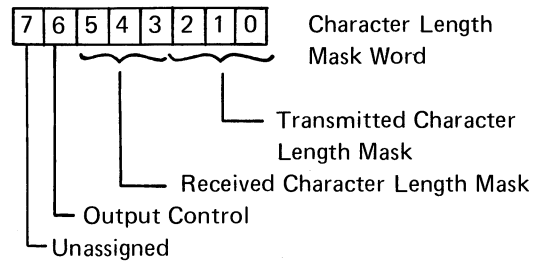 7 6 5 4 3 2 1 0 Character Length
Mask Word
Transmitted Character
Length Mask
Received Character Length Mask
Output Control
Unassigned